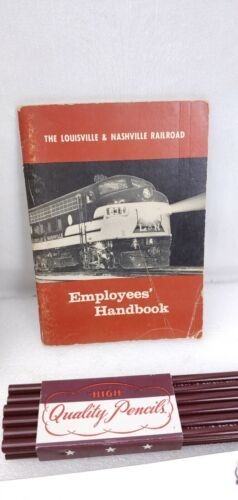 THE LOUISVILLE & NASHVILLE RAILROAD
Employees'
Handbook
HIGH
Quality Pencils